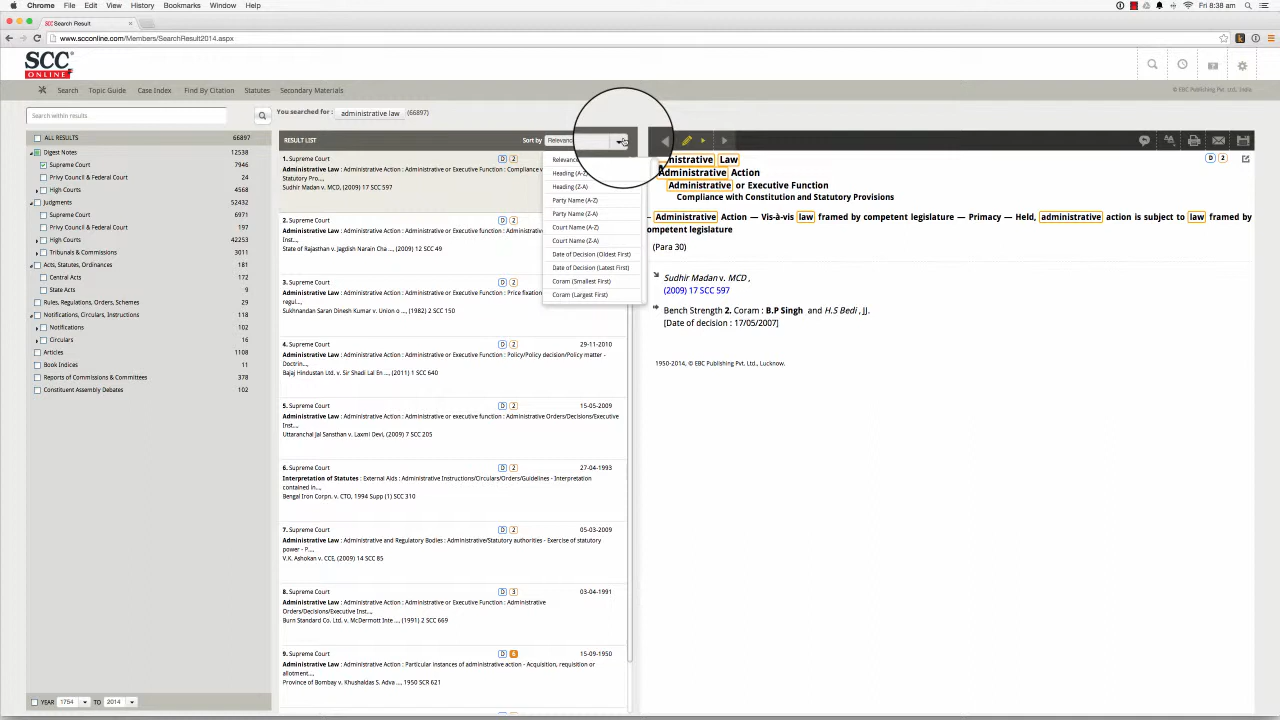 Chrome File Edit View History Bookmarks Window Help Fri 8:38 am
SCC Search Result
www.scconline.com/Members/SearchResult2014.aspx
SCC®
ONLINE
Search Topic Guide Case Index Find By Citation Statutes Secondary Materials © EBC Publishing Pvt. Ltd., India
Search within results
You searched for : administrative law (66897)
ALL RESULTS 66897
Digest Notes 12538
Supreme Court 7946
Privy Council & Federal Court 24
High Courts 4568
Judgments 52432
Supreme Court 6971
Privy Council & Federal Court 227
High Courts 42253
Tribunals & Commissions 3011
Acts, Statutes, Ordinances 181
Central Acts 172
State Acts 9
Rules, Regulations, Orders, Schemes 29
Notifications, Circulars, Instructions 118
Notifications 102
Circulars 16
Articles 1108
Book Indices 11
Reports of Commissions & Committees 378
Constituent Assembly Debates 102
YEAR 1754 TO 2014
RESULT LIST Sort by Relevance
Relevance
Heading (A-Z)
Heading (Z-A)
Party Name (A-Z)
Party Name (Z-A)
Court Name (A-Z)
Court Name (Z-A)
Date of Decision (Oldest First)
Date of Decision (Latest First)
Coram (Smallest First)
Coram (Largest First)
1. Supreme Court D 2
Administrative Law : Administrative Action : Administrative or Executive Function : Compliance
Statutory Pro...,
Sudhir Madan v. MCD, (2009) 17 SCC 597
2. Supreme Court D 2
Administrative Law : Administrative Action : Administrative or Executive Function :
Inst...,
State of Rajasthan v. Jagdish Narain Cha ..., (2009) 12 SCC 49
3. Supreme Court D 2
Administrative Law : Administrative Action : Administrative or Executive Function : Price fixation
regul...,
Sukhnandan Saran Dinesh Kumar v. Union o ..., (1982) 2 SCC 150
4. Supreme Court D 2 29-11-2010
Administrative Law : Administrative Action : Administrative or Executive Function : Policy/Policy decision/Policy matter -
Doctrin...,
Bajaj Hindustan Ltd. v. Sir Shadi Lal En ..., (2011) 1 SCC 640
5. Supreme Court D 2 15-05-2009
Administrative Law : Administrative Action : Administrative or executive function : Administrative Orders/Decisions/Executive
Inst...,
Uttaranchal Jal Sansthan v. Laxmi Devi, (2009) 7 SCC 205
6. Supreme Court D 2 27-04-1993
Interpretation of Statutes : External Aids : Administrative Instructions/Circulars/Orders/Guidelines - Interpretation
contained in...,
Bengal Iron Corpn. v. CTO, 1994 Supp (1) SCC 310
7. Supreme Court D 2 05-03-2009
Administrative Law : Administrative and Regulatory Bodies : Administrative/Statutory authorities - Exercise of statutory
power - P...,
V.K. Ashokan v. CCE, (2009) 14 SCC 85
8. Supreme Court D 3 03-04-1991
Administrative Law : Administrative Action : Administrative or Executive Function : Administrative
Orders/Decisions/Executive Inst...,
Burn Standard Co. Ltd. v. McDermott Inte ..., (1991) 2 SCC 669
9. Supreme Court D 6 15-09-1950
Administrative Law : Administrative Action : Particular instances of administrative action - Acquisition, requisition or
allotment...,
Province of Bombay v. Khushaldas S. Adva ..., 1950 SCR 621
nistrative Law D 2
Administrative Action
Administrative or Executive Function
Compliance with Constitution and Statutory Provisions
— Administrative Action — Vis-à-vis law framed by competent legislature — Primacy — Held, administrative action is subject to law framed by
ompetent legislature
(Para 30)
Sudhir Madan v. MCD ,
(2009) 17 SCC 597
Bench Strength 2. Coram : B.P Singh and H.S Bedi , JJ.
[Date of decision : 17/05/2007]
1950-2014, © EBC Publishing Pvt. Ltd., Lucknow.